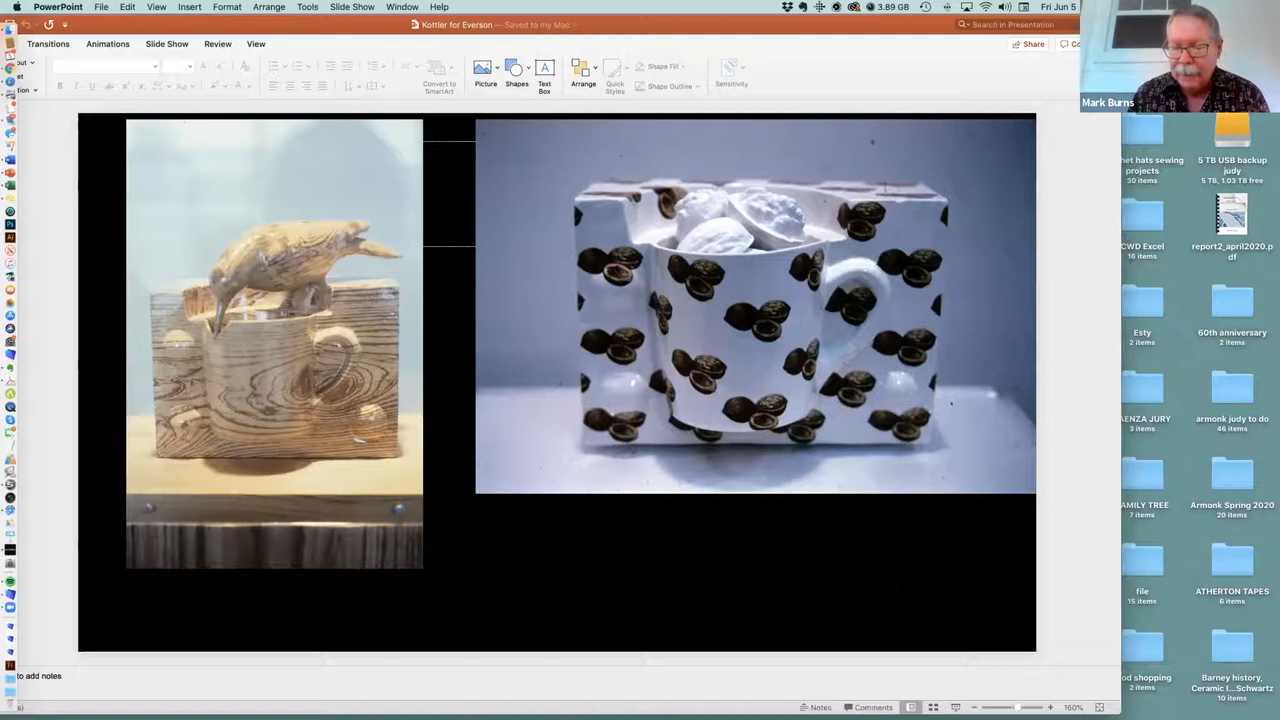 PowerPoint File Edit View Insert Format Arrange Tools Slide Show Window Help 3.89 GB Fri Jun 5
Kottler for Everson — Saved to my Mac
Search in Presentation
Transitions Animations Slide Show Review View
Share
Convert to
SmartArt
Picture
Shapes
Text
Box
Arrange
Quick
Styles
Shape Fill
Shape Outline
Sensitivity
Mark Burns
het hats sewing
projects
30 items
5 TB USB backup
judy
5 TB, 1.03 TB free
CWD Excel
16 items
report2_april2020.p
df
Esty
2 items
60th anniversary
2 items
AENZA JURY
3 items
armonk judy to do
46 items
AMILY TREE
7 items
Armonk Spring 2020
20 items
file
15 items
ATHERTON TAPES
6 items
od shopping
2 items
Barney history,
Ceramic I...Schwartz
10 items
to add notes
Notes Comments 160%